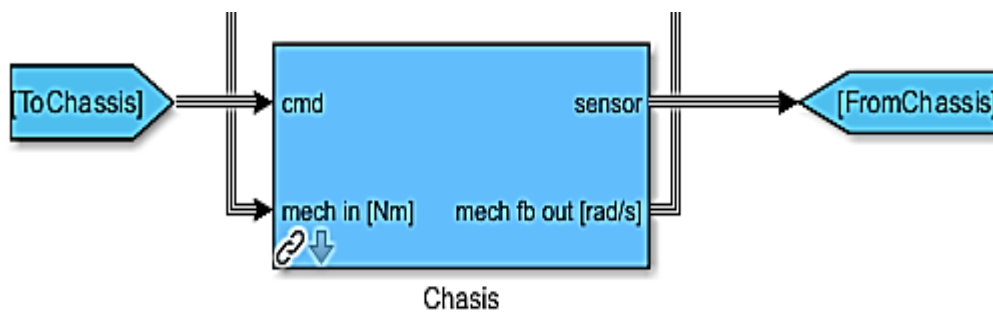 [ToChassis]
cmd
sensor
[FromChassis]
mech in [Nm]
mech fb out [rad/s]
Chasis